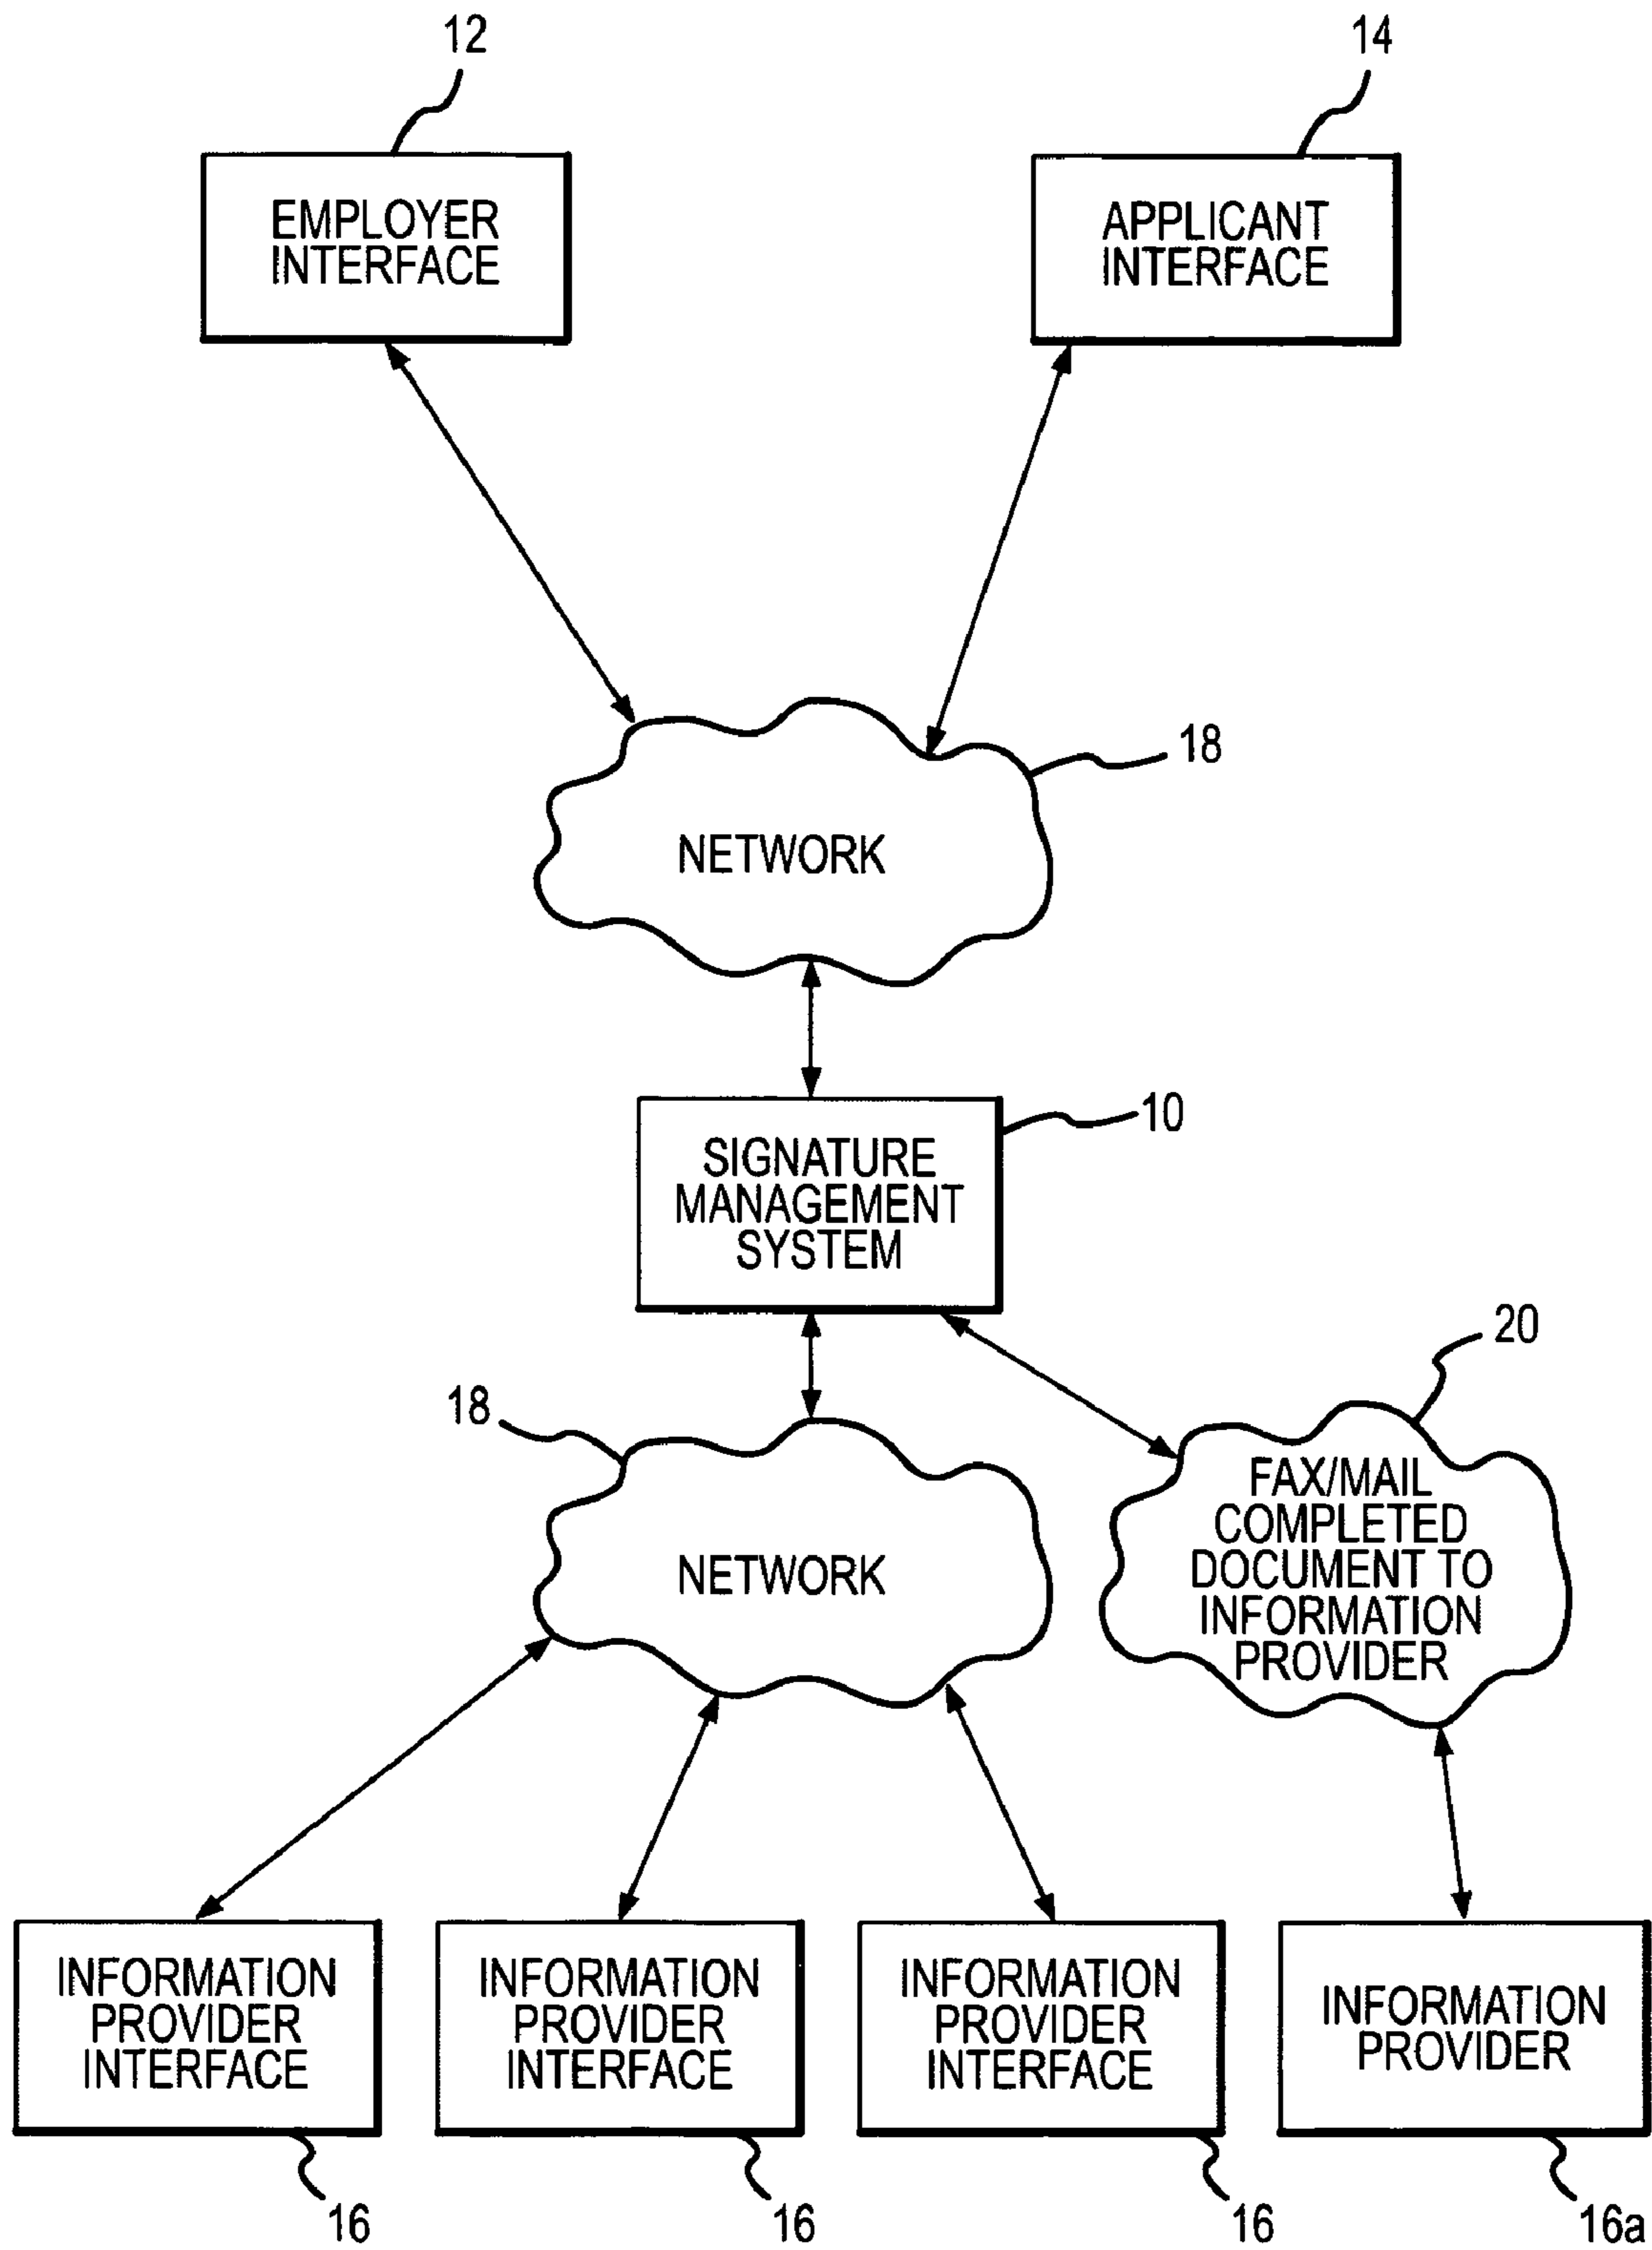 12
14
EMPLOYER
INTERFACE
APPLICANT
INTERFACE
18
NETWORK
10
SIGNATURE
MANAGEMENT
SYSTEM
20
18
NETWORK
FAX/MAIL
COMPLETED
DOCUMENT TO
INFORMATION
PROVIDER
INFORMATION
PROVIDER
INTERFACE
INFORMATION
PROVIDER
INTERFACE
INFORMATION
PROVIDER
INTERFACE
INFORMATION
PROVIDER
16
16
16
16a